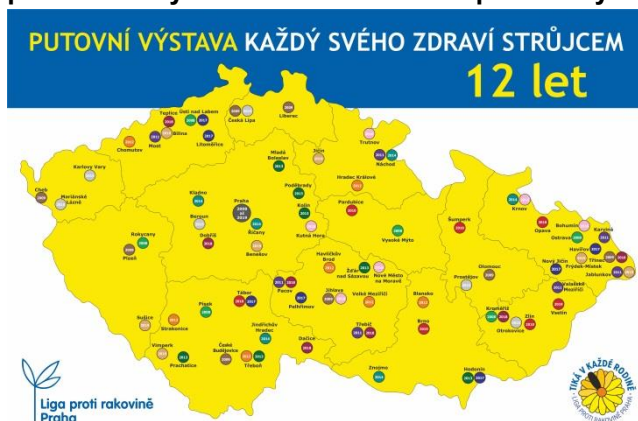 PUTOVNÍ VÝSTAVA KAŽDÝ SVÉHO ZDRAVÍ STRŮJCEM
12 let
Liberec
Česká Lípa
Ústí nad Labem
Teplice
Bílina
Most
Litoměřice
Chomutov
Trutnov
Jičín
Náchod
Mladá
Boleslav
Karlovy Vary
Cheb
Mariánské
Lázně
Hradec Králové
Poděbrady
Kladno
Praha
Kolín
Pardubice
Beroun
Říčany
Kutná Hora
Rokycany
Dobříš
Benešov
Plzeň
Vysoké Mýto
Šumperk
Krnov
Opava
Bohumín
Ostrava
Karviná
Havířov
Třinec
Frýdek-Místek
Jablunkov
Nový Jičín
Valašské
Meziříčí
Vsetín
Olomouc
Prostějov
Kroměříž
Zlín
Otrokovice
Havlíčkův
Brod
Žďár
nad Sázavou
Nové Město
na Moravě
Tábor
Pacov
Pelhřimov
Jihlava
Velké Meziříčí
Blansko
Písek
Sušice
Strakonice
Jindřichův
Hradec
Třebíč
Brno
Vimperk
Prachatice
České
Budějovice
Třeboň
Dačice
Znojmo
Hodonín
Liga proti rakovině
Praha
TIKÁ V KAŽDÉ RODINĚ
LIGA PROTI RAKOVINĚ PRAHA